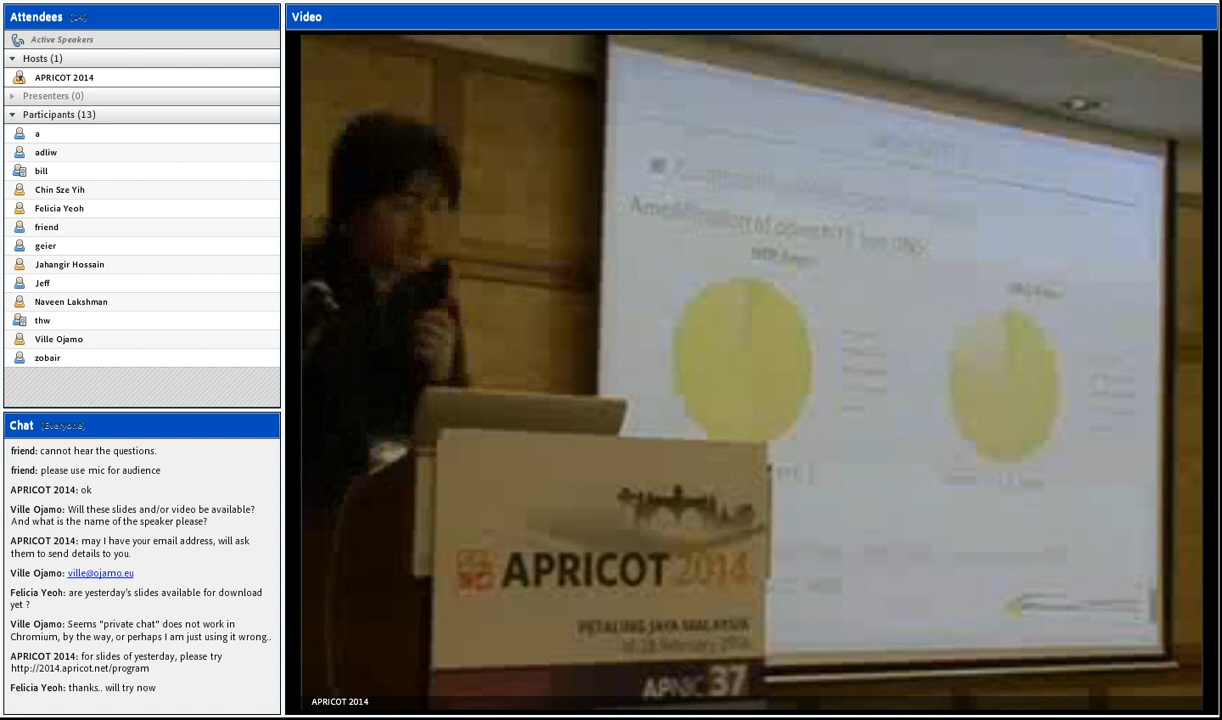 Attendees
Active Speakers
Hosts (1)
APRICOT 2014
Presenters (0)
Participants (13)
a
adliw
bill
Chin Sze Yih
Felicia Yeoh
friend
geier
Jahangir Hossain
Jeff
Naveen Lakshman
thw
Ville Ojamo
zobair
Chat (Everyone)
friend: cannot hear the questions.
friend: please use mic for audience
APRICOT 2014: ok
Ville Ojamo: Will these slides and/or video be available?
And what is the name of the speaker please?
APRICOT 2014: may I have your email address, will ask
them to send details to you.
Ville Ojamo: ville@ojamo.eu
Felicia Yeoh: are yesterday's slides available for download
yet ?
Ville Ojamo: Seems "private chat" does not work in
Chromium, by the way, or perhaps I am just using it wrong..
APRICOT 2014: for slides of yesterday, please try
http://2014.apricot.net/program
Felicia Yeoh: thanks.. will try now
Video
APRICOT 2014
PETALING JAYA MALAYSIA
February
APNIC 37
APRICOT 2014